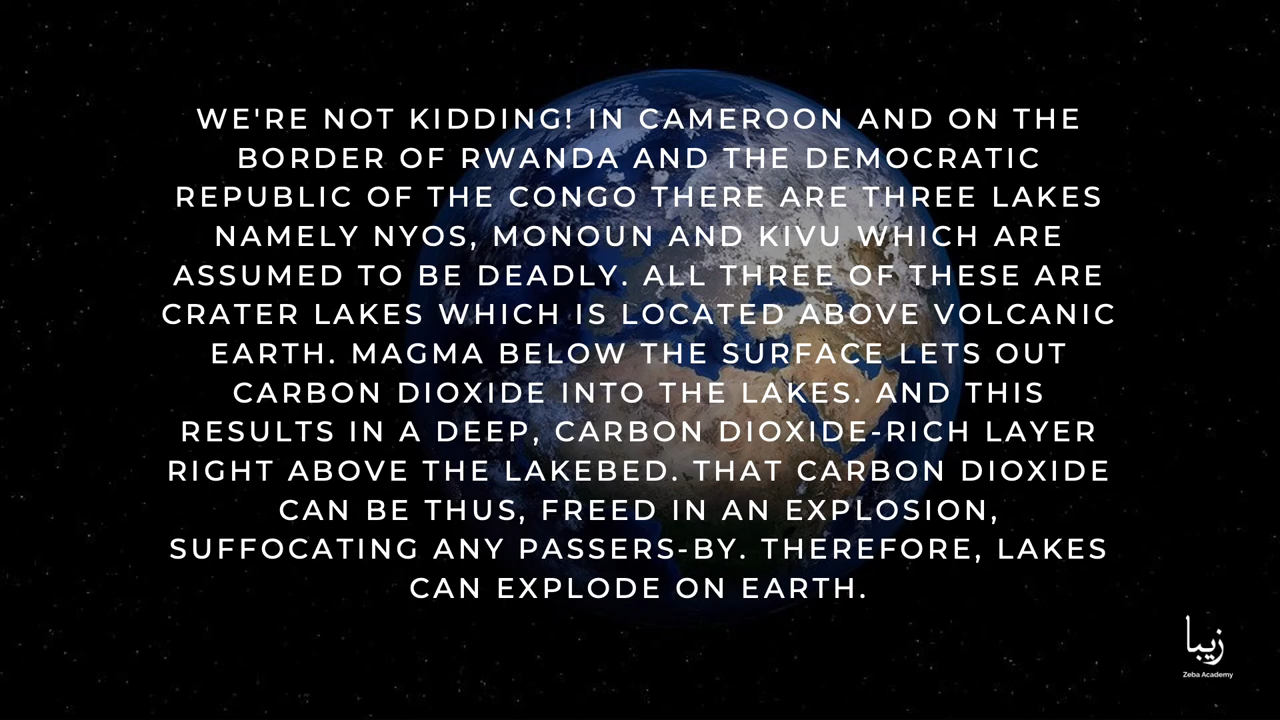 WE'RE NOT KIDDING! IN CAMEROON AND ON THE
BORDER OF RWANDA AND THE DEMOCRATIC
REPUBLIC OF THE CONGO THERE ARE THREE LAKES
NAMELY NYOS, MONOUN AND KIVU WHICH ARE
ASSUMED TO BE DEADLY. ALL THREE OF THESE ARE
CRATER LAKES WHICH IS LOCATED ABOVE VOLCANIC
EARTH. MAGMA BELOW THE SURFACE LETS OUT
CARBON DIOXIDE INTO THE LAKES. AND THIS
RESULTS IN A DEEP, CARBON DIOXIDE-RICH LAYER
RIGHT ABOVE THE LAKEBED. THAT CARBON DIOXIDE
CAN BE THUS, FREED IN AN EXPLOSION,
SUFFOCATING ANY PASSERS-BY. THEREFORE, LAKES
CAN EXPLODE ON EARTH.
زیبا
Zeba Academy